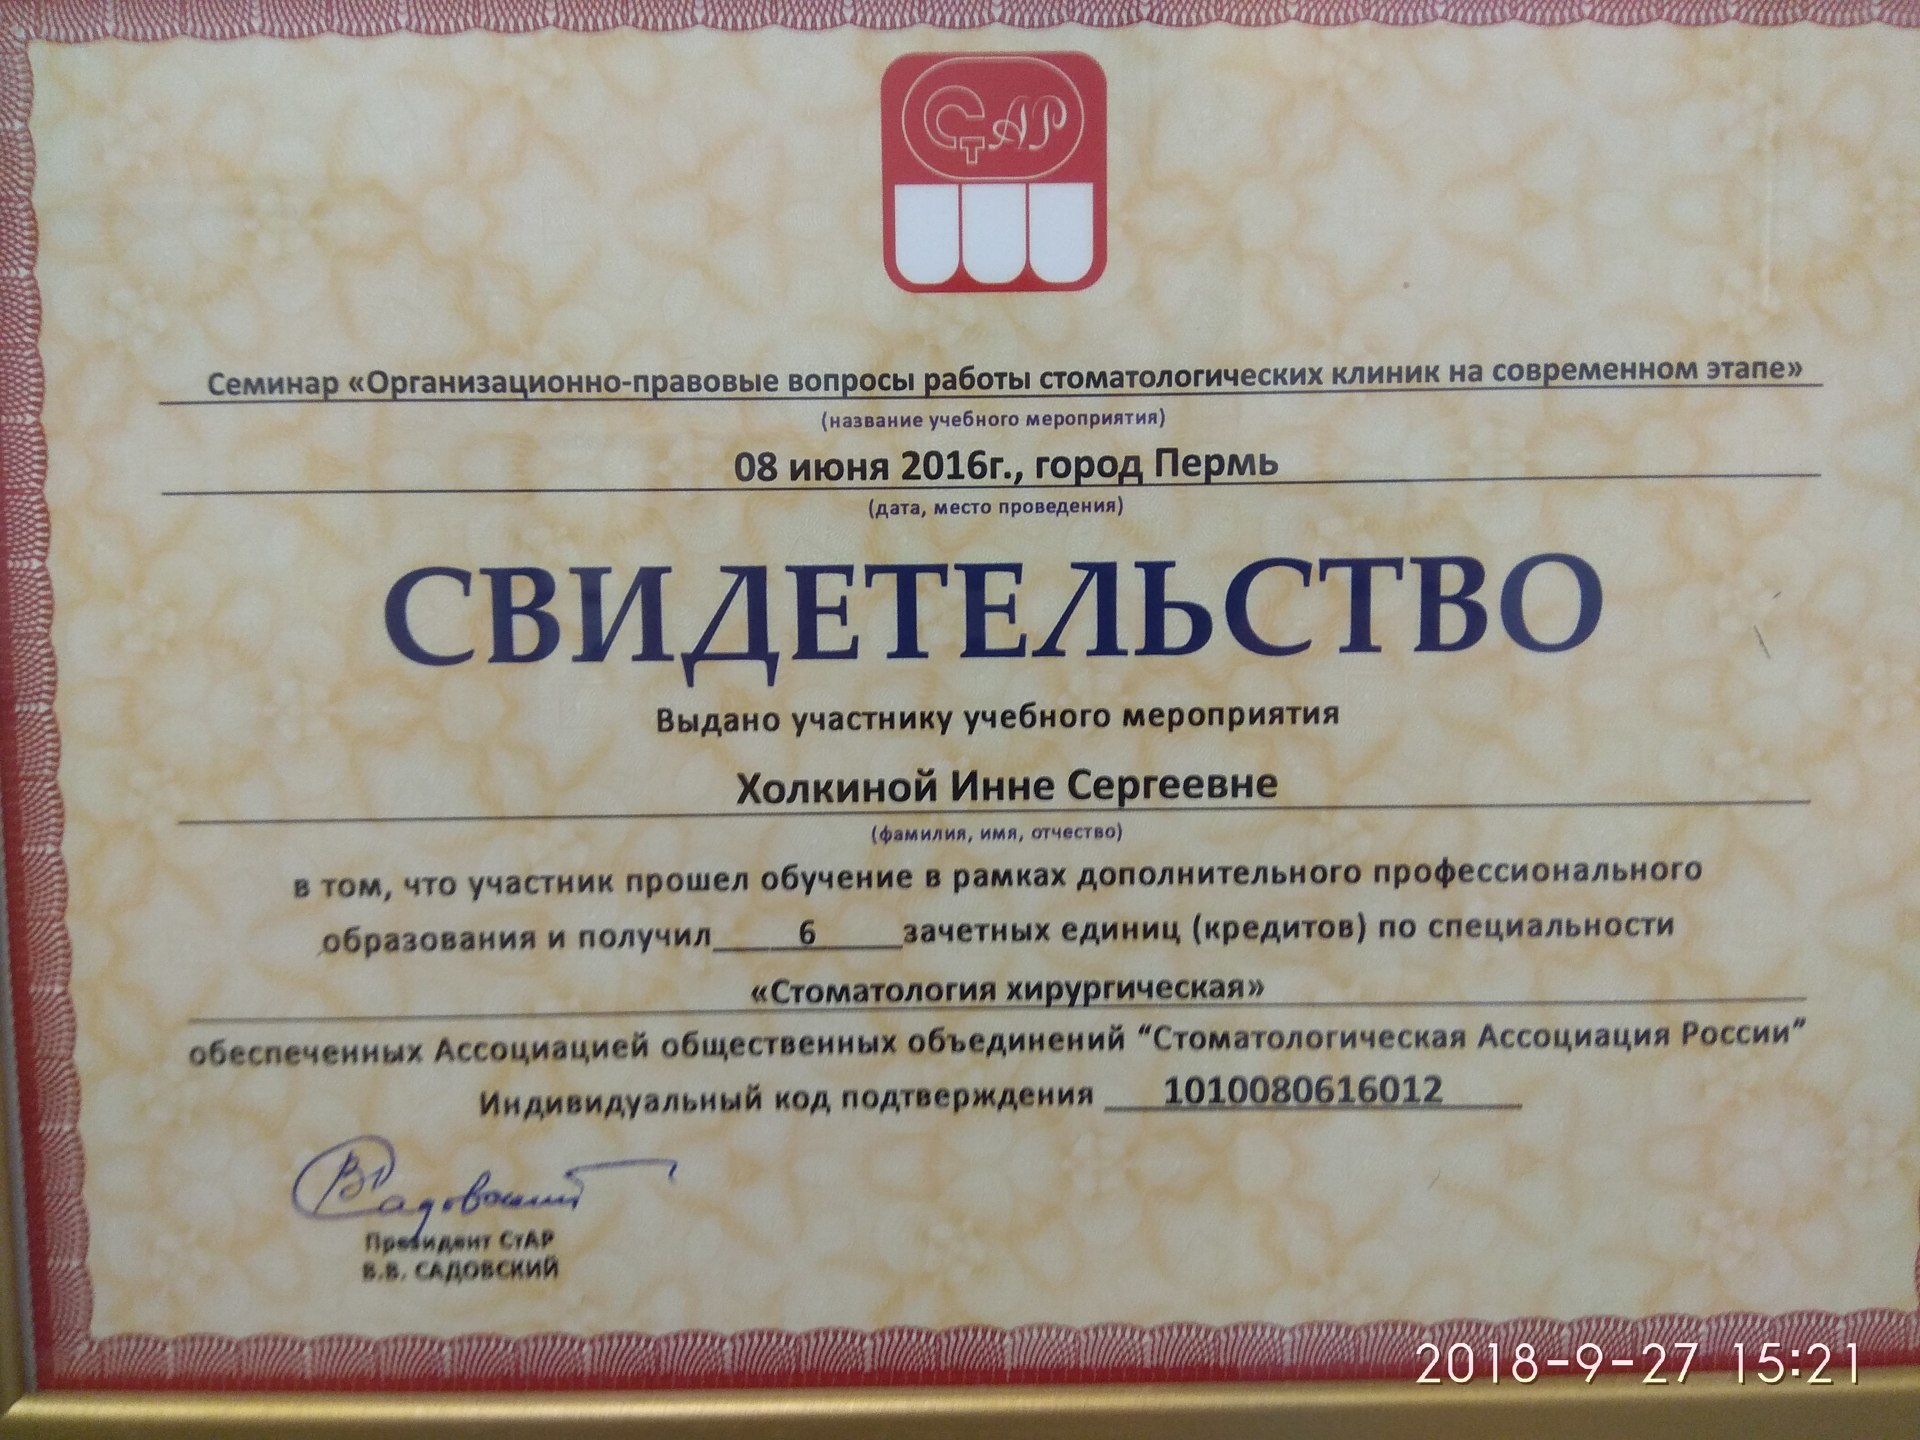 СтАР
Семинар «Организационно-правовые вопросы работы стоматологических клиник на современном этапе»
(название учебного мероприятия)
08 июня 2016г., город Пермь
(дата, место проведения)
СВИДЕТЕЛЬСТВО
Выдано участнику учебного мероприятия
Холкиной Инне Сергеевне
(фамилия, имя, отчество)
в том, что участник прошел обучение в рамках дополнительного профессионального
образования и получил 6 зачетных единиц (кредитов) по специальности
«Стоматология хирургическая»
обеспеченных Ассоциацией общественных объединений “Стоматологическая Ассоциация России”
Индивидуальный код подтверждения 1010080616012
ВСадовский
Президент СтАР
В.В. САДОВСКИЙ
2018-9-27 15:21